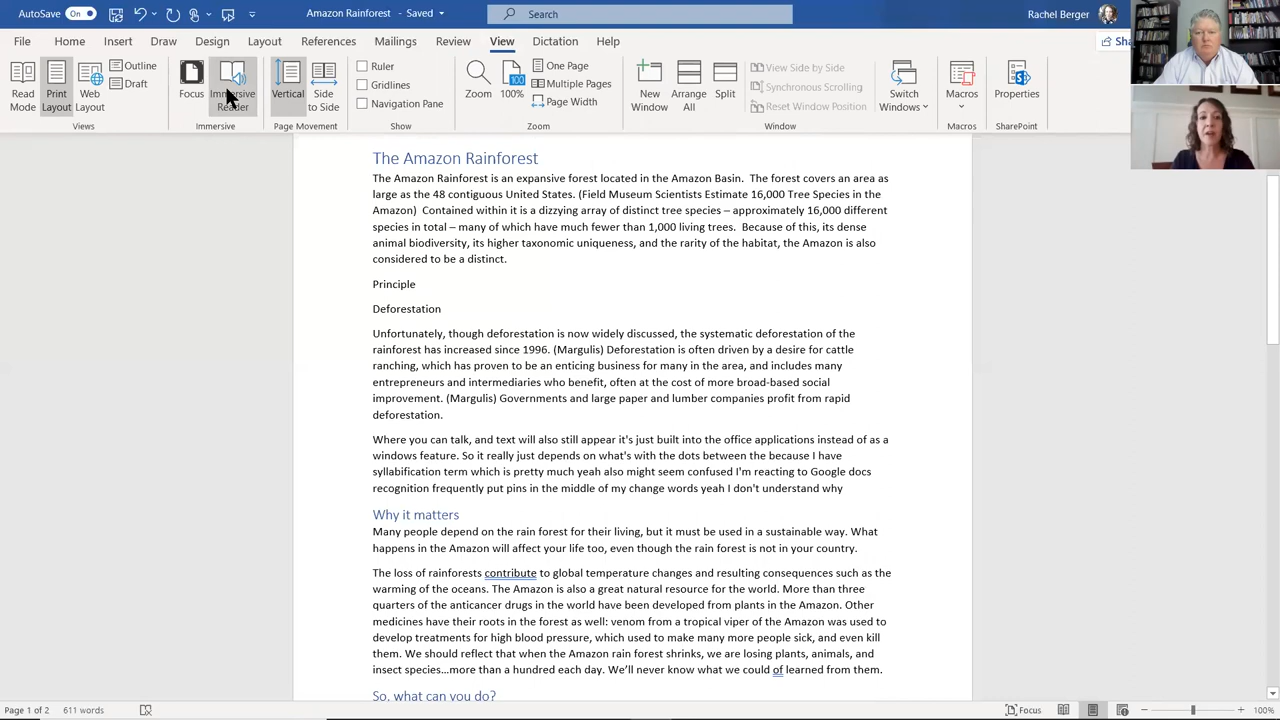 AutoSave On Amazon Rainforest - Saved Search Rachel Berger
File Home Insert Draw Design Layout References Mailings Review View Dictation Help
Outline Ruler One Page View Side by Side
Draft Gridlines Multiple Pages Synchronous Scrolling
Read Mode Print Layout Web Layout Focus Immersive Reader Vertical Side to Side Navigation Pane Zoom 100% Page Width New Window Arrange All Split Reset Window Position Switch Windows Macros Properties
Views Immersive Page Movement Show Zoom Window Macros SharePoint
The Amazon Rainforest
The Amazon Rainforest is an expansive forest located in the Amazon Basin.  The forest covers an area as
large as the 48 contiguous United States. (Field Museum Scientists Estimate 16,000 Tree Species in the
Amazon)  Contained within it is a dizzying array of distinct tree species – approximately 16,000 different
species in total – many of which have much fewer than 1,000 living trees.  Because of this, its dense
animal biodiversity, its higher taxonomic uniqueness, and the rarity of the habitat, the Amazon is also
considered to be a distinct.
Principle
Deforestation
Unfortunately, though deforestation is now widely discussed, the systematic deforestation of the
rainforest has increased since 1996. (Margulis) Deforestation is often driven by a desire for cattle
ranching, which has proven to be an enticing business for many in the area, and includes many
entrepreneurs and intermediaries who benefit, often at the cost of more broad-based social
improvement. (Margulis) Governments and large paper and lumber companies profit from rapid
deforestation.
Where you can talk, and text will also still appear it's just built into the office applications instead of as a
windows feature. So it really just depends on what's with the dots between the because I have
syllabification term which is pretty much yeah also might seem confused I'm reacting to Google docs
recognition frequently put pins in the middle of my change words yeah I don't understand why
Why it matters
Many people depend on the rain forest for their living, but it must be used in a sustainable way. What
happens in the Amazon will affect your life too, even though the rain forest is not in your country.
The loss of rainforests contribute to global temperature changes and resulting consequences such as the
warming of the oceans. The Amazon is also a great natural resource for the world. More than three
quarters of the anticancer drugs in the world have been developed from plants in the Amazon. Other
medicines have their roots in the forest as well: venom from a tropical viper of the Amazon was used to
develop treatments for high blood pressure, which used to make many more people sick, and even kill
them. We should reflect that when the Amazon rain forest shrinks, we are losing plants, animals, and
insect species…more than a hundred each day. We'll never know what we could of learned from them.
So, what can you do?
Page 1 of 2 611 words Focus 100%